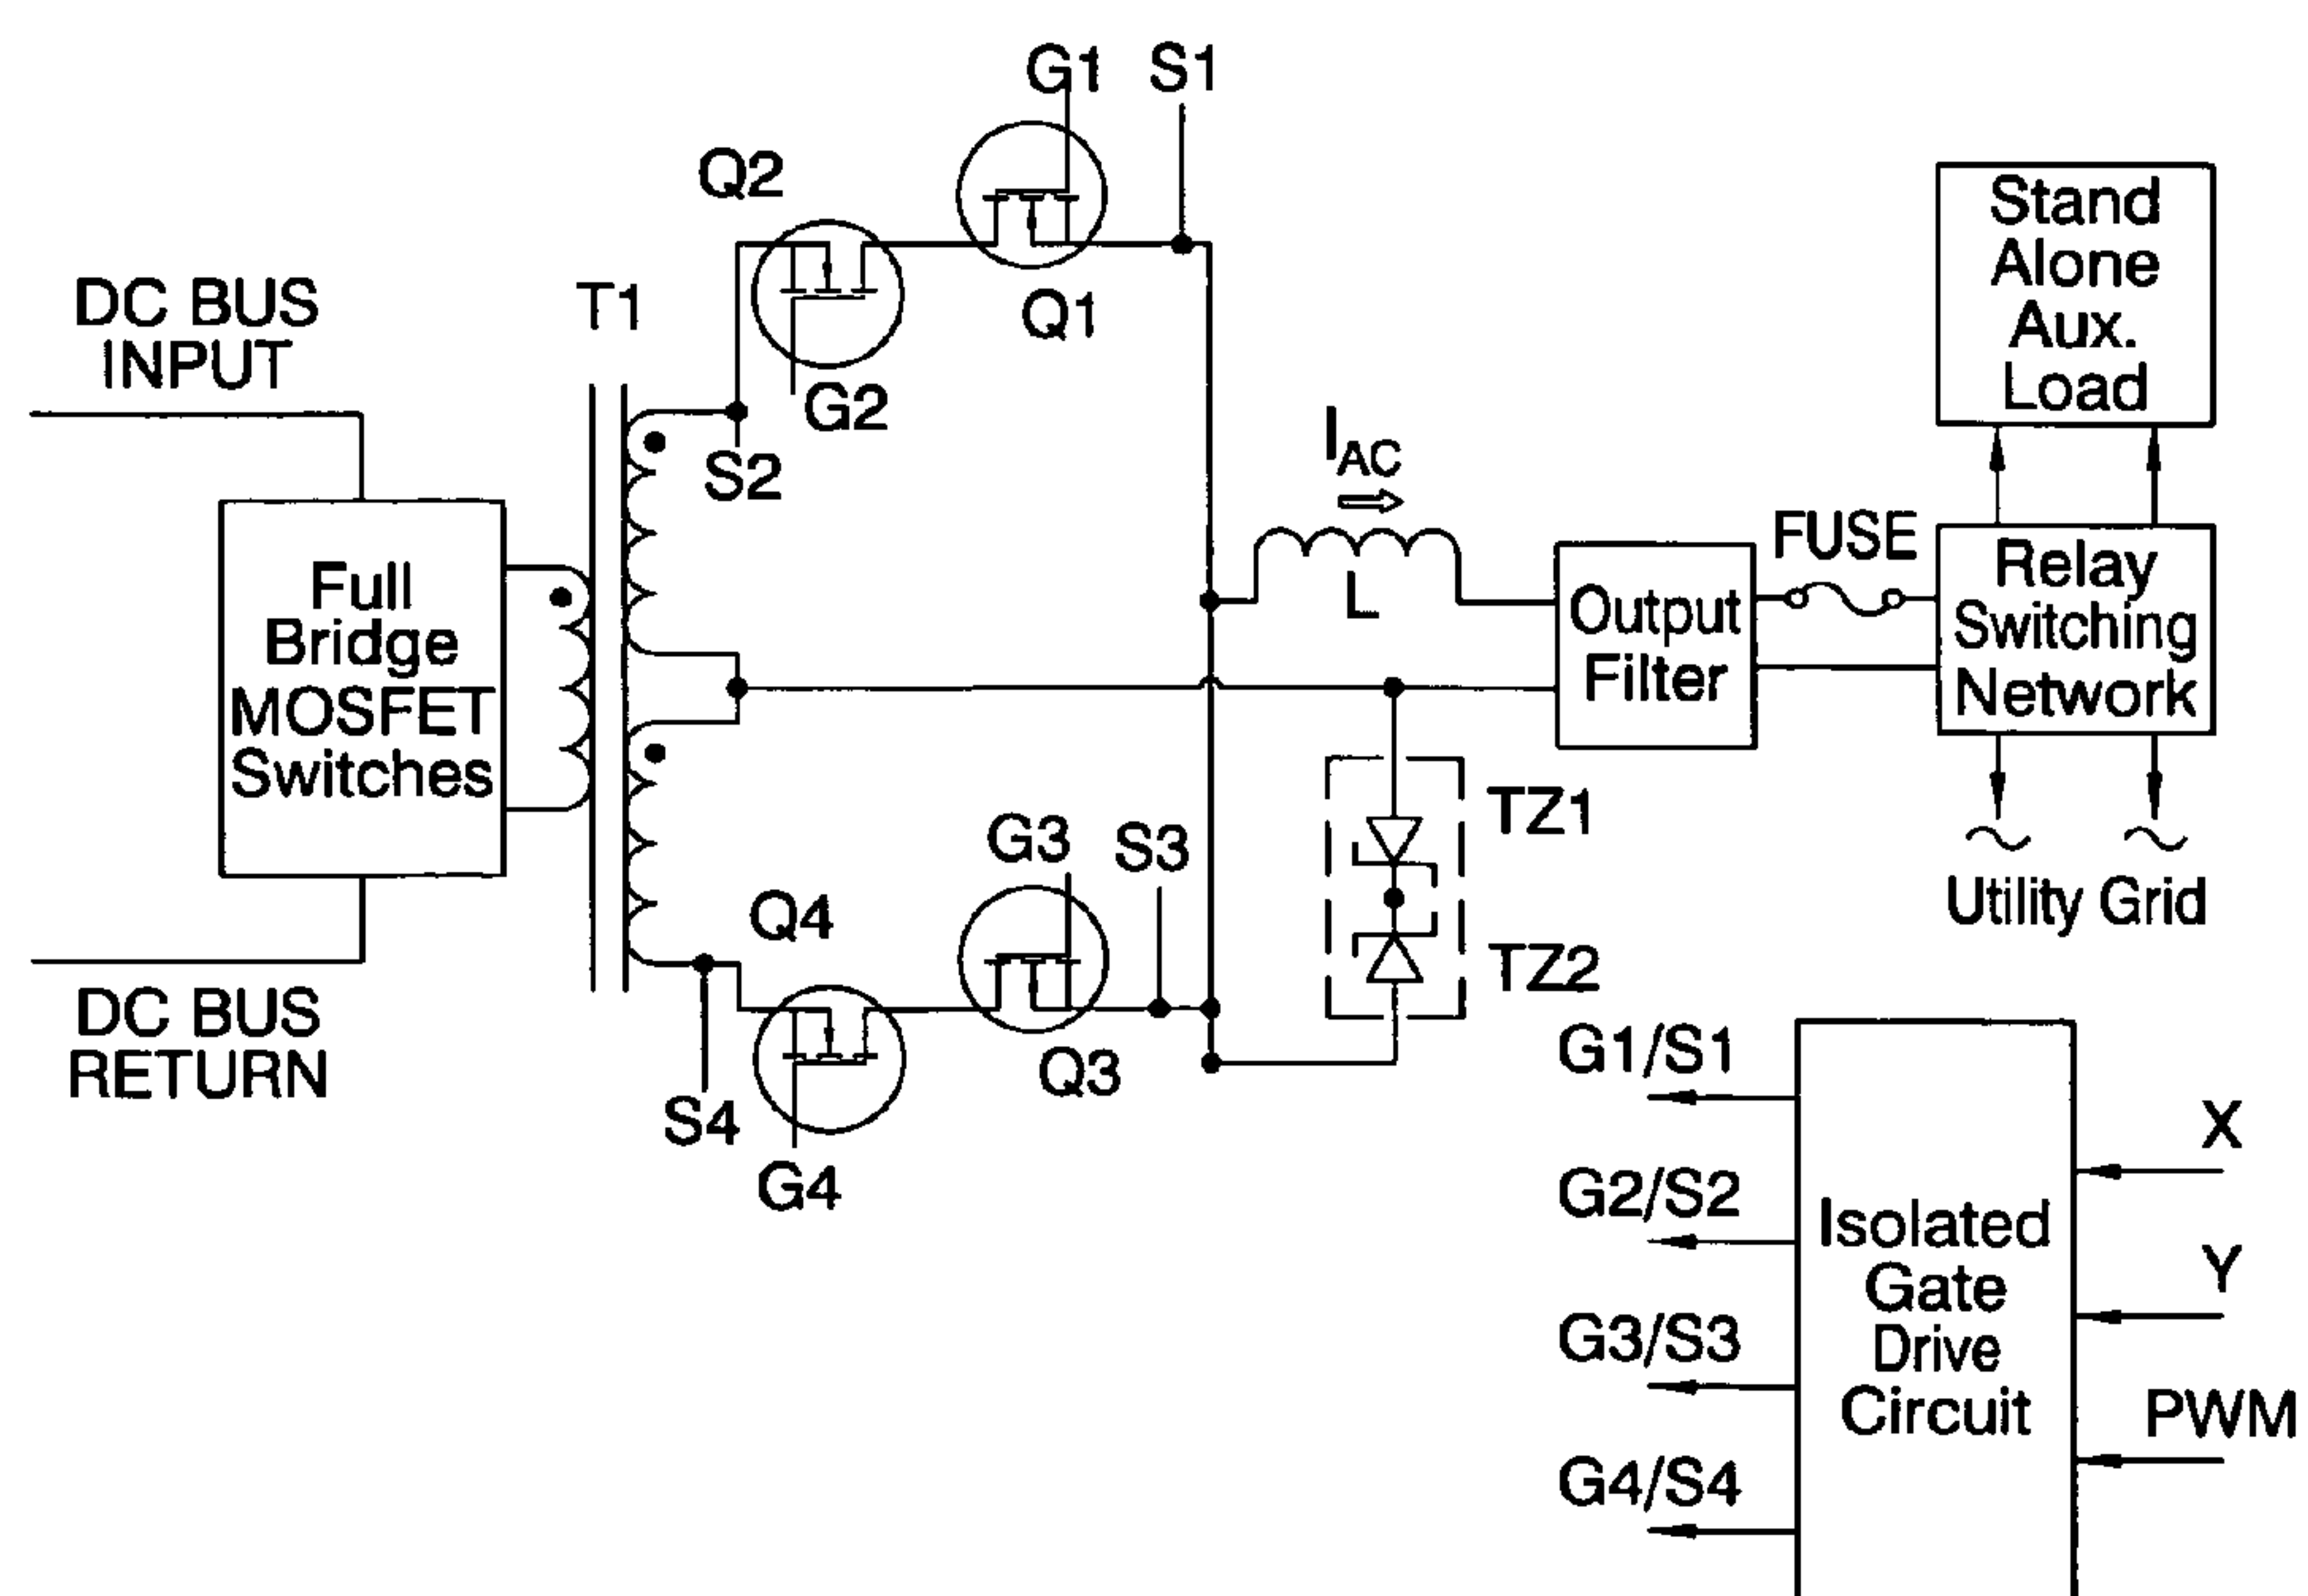 G1
S1
Q2
Q1
G2
S2
T1
DC BUS
INPUT
Full
Bridge
MOSFET
Switches
DC BUS
RETURN
I_AC
L
Output
Filter
FUSE
Stand
Alone
Aux.
Load
Relay
Switching
Network
Utility Grid
TZ1
TZ2
G3
S3
Q4
Q3
S4
G4
G1/S1
G2/S2
G3/S3
G4/S4
Isolated
Gate
Drive
Circuit
X
Y
PWM